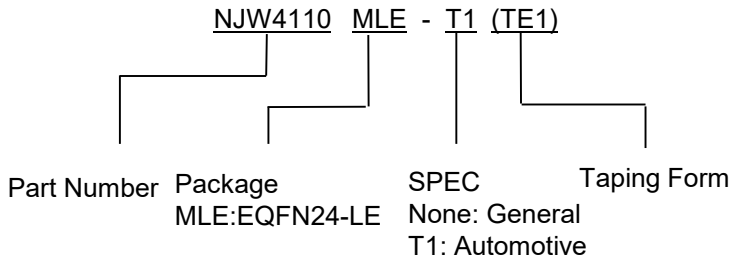 NJW4110 MLE - T1 (TE1)
Part Number
Package
MLE:EQFN24-LE
SPEC
None: General
T1: Automotive
Taping Form